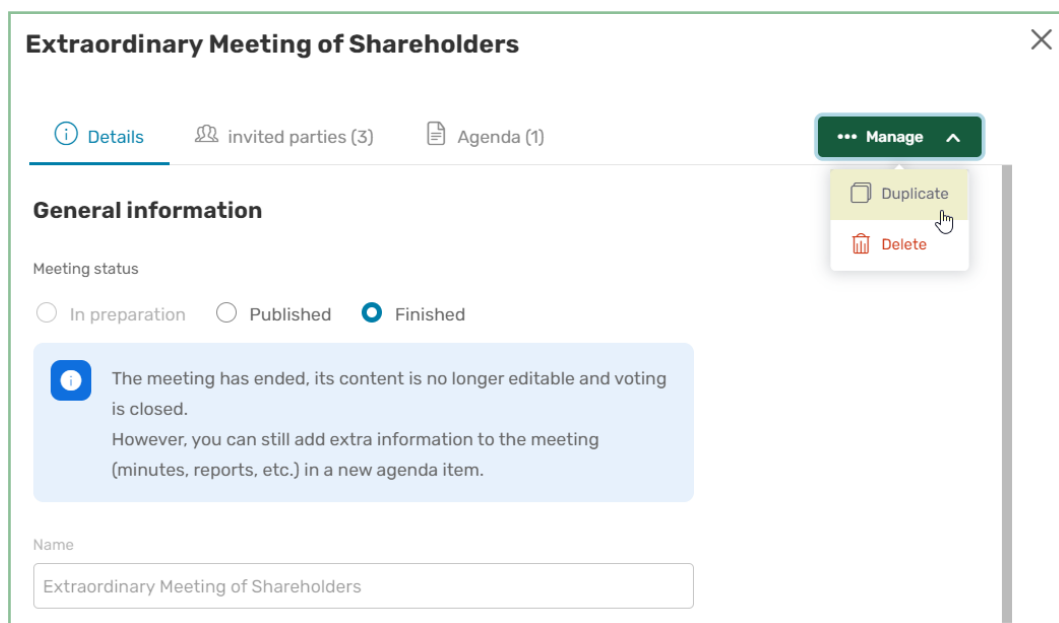 Extraordinary Meeting of Shareholders
Details
invited parties (3)
Agenda (1)
••• Manage
Duplicate
Delete
General information
Meeting status
In preparation
Published
Finished
The meeting has ended, its content is no longer editable and voting
is closed.
However, you can still add extra information to the meeting
(minutes, reports, etc.) in a new agenda item.
Name
Extraordinary Meeting of Shareholders